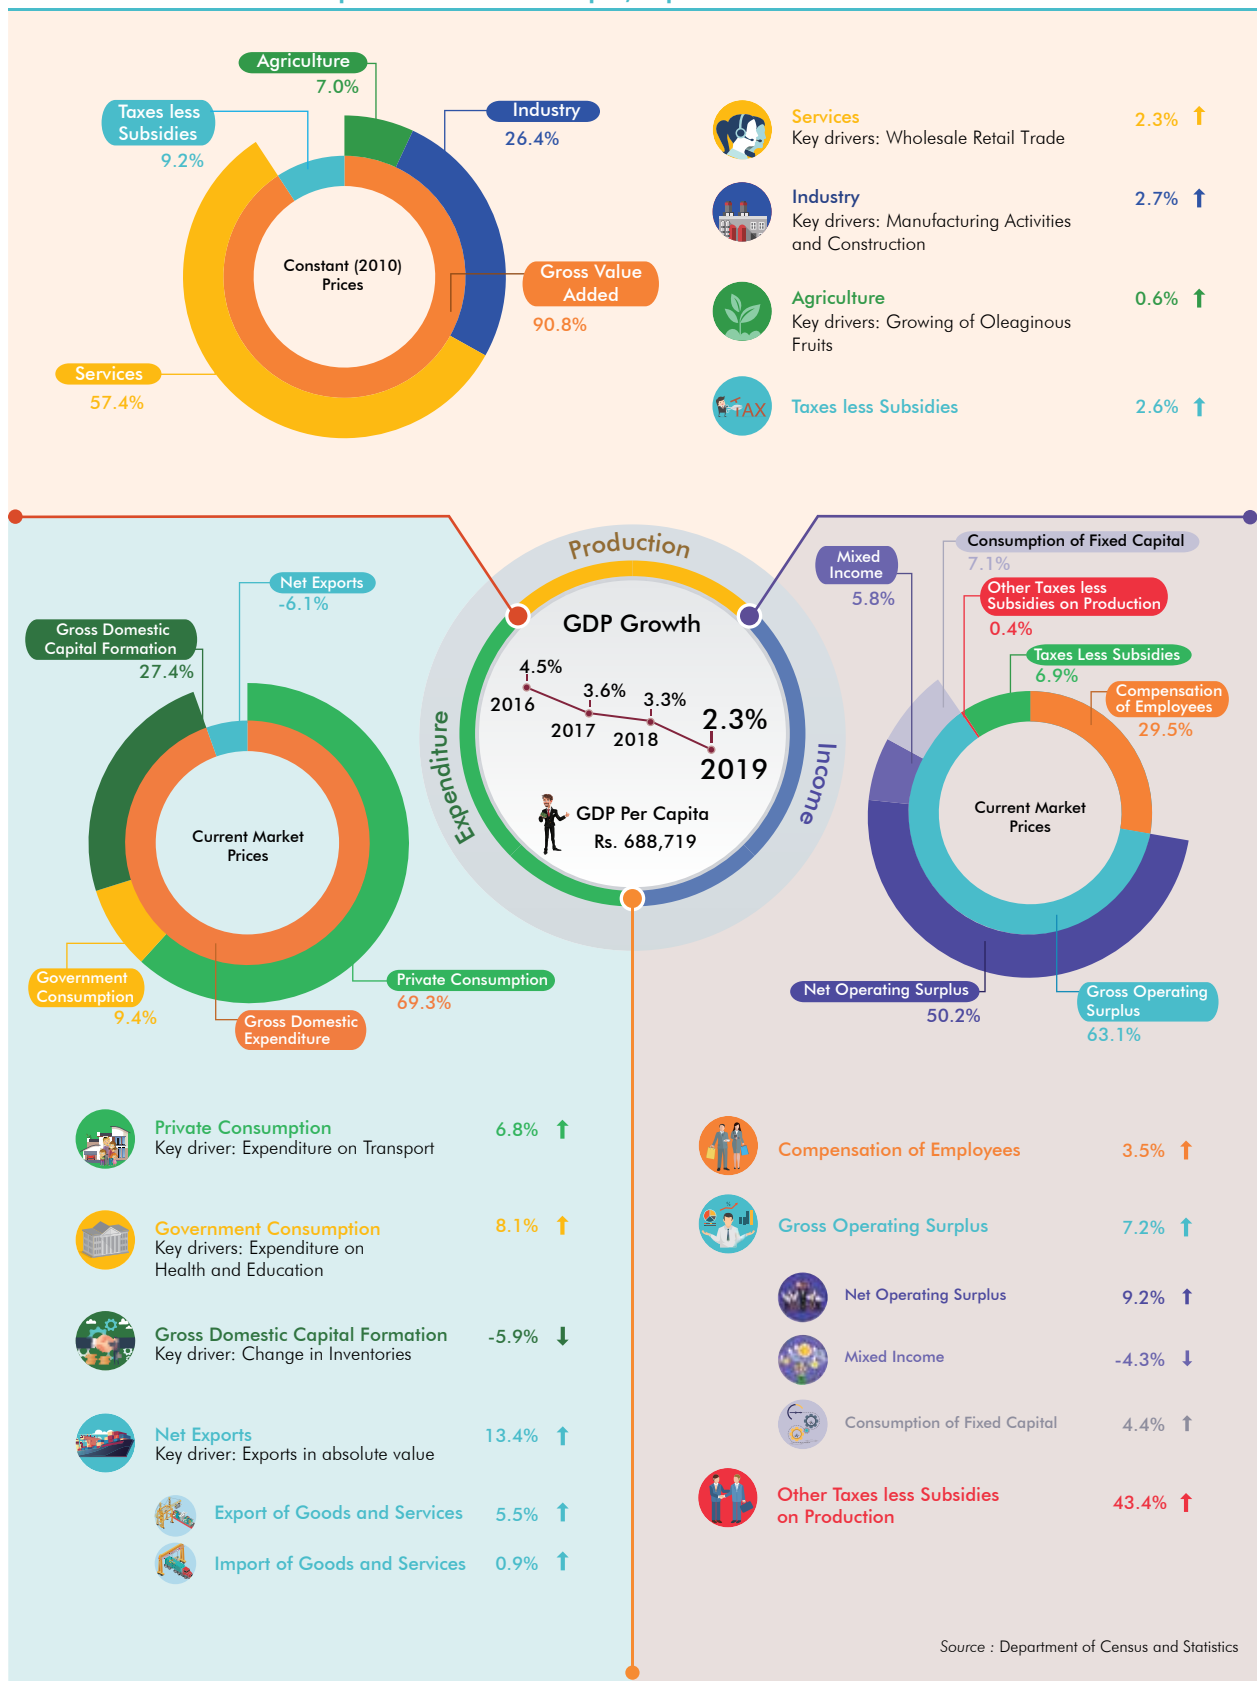 Agriculture
7.0%
Taxes less
Subsidies
9.2%
Industry
26.4%
Constant (2010)
Prices
Gross Value
Added
90.8%
Services
57.4%
Services
Key drivers: Wholesale Retail Trade
2.3%
Industry
Key drivers: Manufacturing Activities
and Construction
2.7%
Agriculture
Key drivers: Growing of Oleaginous
Fruits
0.6%
TAX
Taxes less Subsidies
2.6%
Production
Expenditure
Income
GDP Growth
4.5%
2016
3.6%
2017
3.3%
2018
2.3%
2019
GDP Per Capita
Rs. 688,719
Net Exports
-6.1%
Gross Domestic
Capital Formation
27.4%
Current Market
Prices
Government
Consumption
9.4%
Gross Domestic
Expenditure
Private Consumption
69.3%
Consumption of Fixed Capital
7.1%
Mixed
Income
5.8%
Other Taxes less
Subsidies on Production
0.4%
Taxes Less Subsidies
6.9%
Compensation
of Employees
29.5%
Current Market
Prices
Net Operating Surplus
50.2%
Gross Operating
Surplus
63.1%
Private Consumption
Key driver: Expenditure on Transport
6.8%
Government Consumption
Key drivers: Expenditure on
Health and Education
8.1%
Gross Domestic Capital Formation
Key driver: Change in Inventories
-5.9%
Net Exports
Key driver: Exports in absolute value
13.4%
Export of Goods and Services
5.5%
Import of Goods and Services
0.9%
Compensation of Employees
3.5%
Gross Operating Surplus
7.2%
Net Operating Surplus
9.2%
Mixed Income
-4.3%
Consumption of Fixed Capital
4.4%
Other Taxes less Subsidies
on Production
43.4%
Source : Department of Census and Statistics